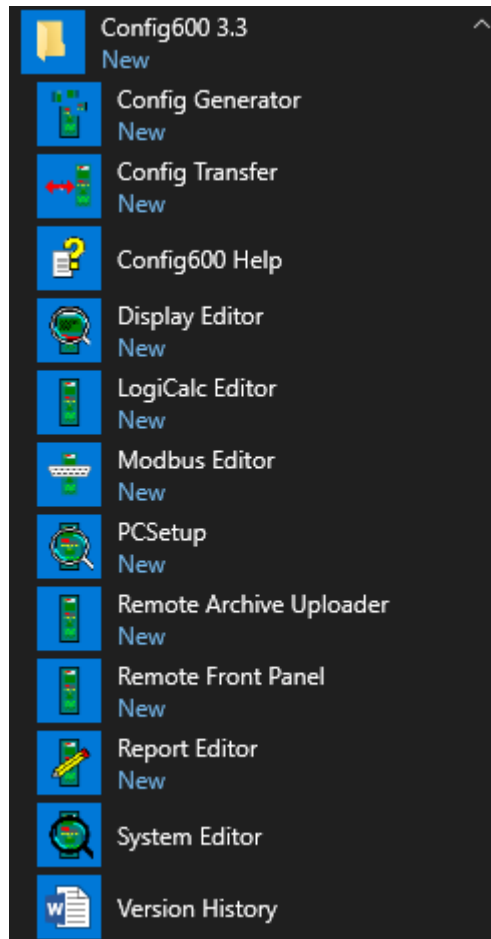 Config600 3.3
New
Config Generator
New
Config Transfer
New
Config600 Help
Display Editor
New
LogiCalc Editor
New
Modbus Editor
New
PCSetup
New
Remote Archive Uploader
New
Remote Front Panel
New
Report Editor
New
System Editor
Version History